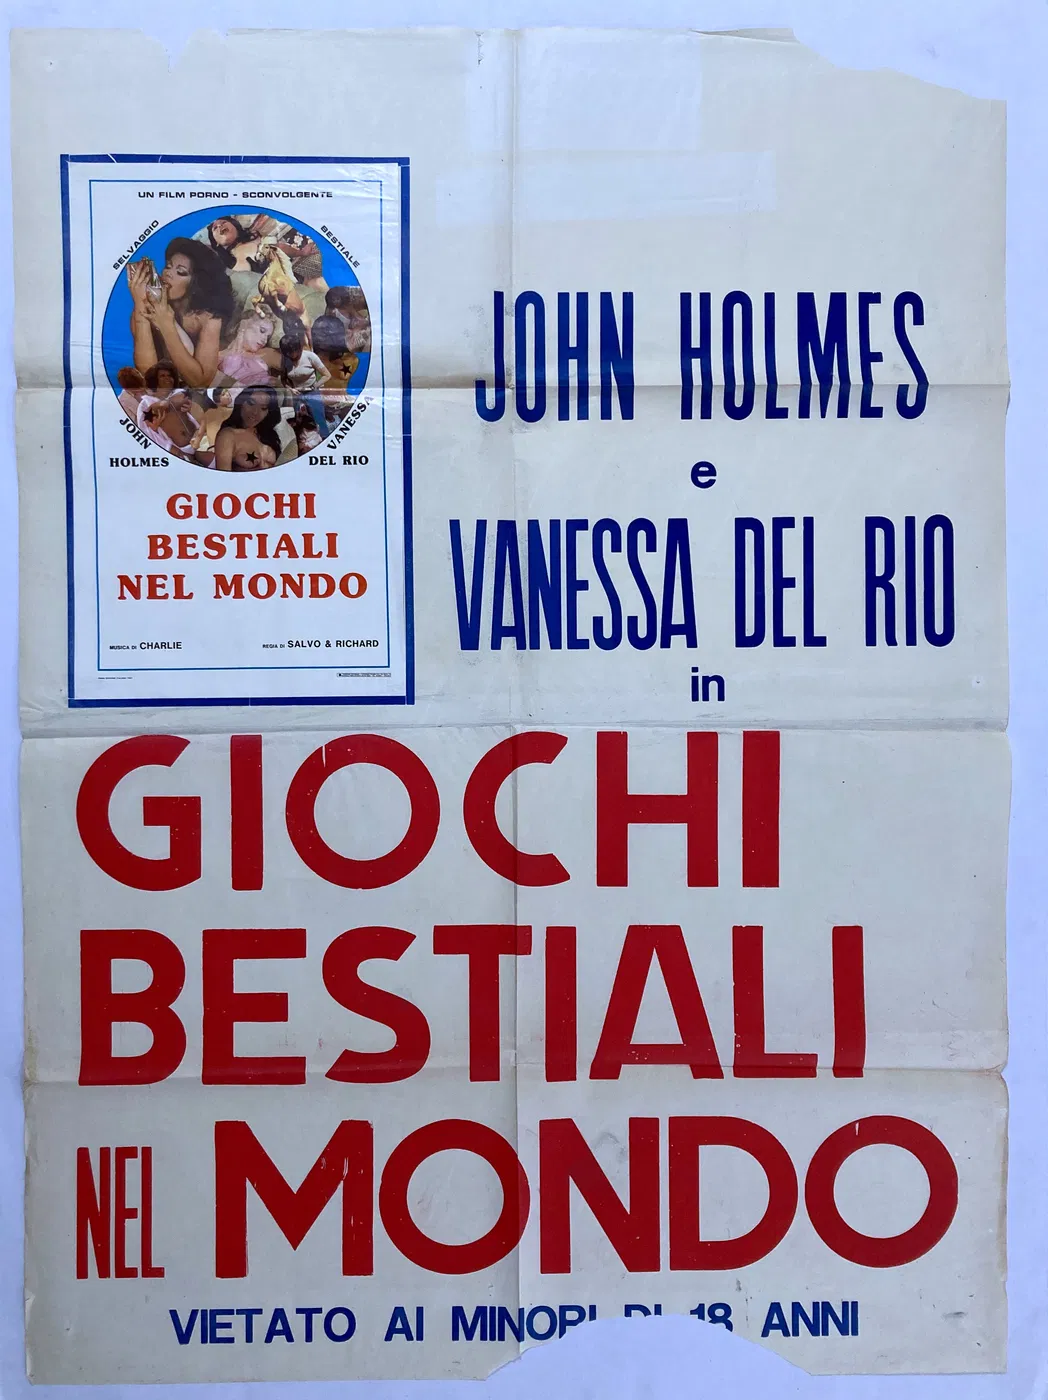 UN FILM PORNO - SCONVOLGENTE
SELVAGGIO
BESTIALE
JOHN
HOLMES
VANESSA
DEL RIO
GIOCHI
BESTIALI
NEL MONDO
MUSICA DI CHARLIE
REGIA DI SALVO & RICHARD
JOHN HOLMES
e
VANESSA DEL RIO
in
GIOCHI
BESTIALI
NEL MONDO
VIETATO AI MINORI DI 18 ANNI